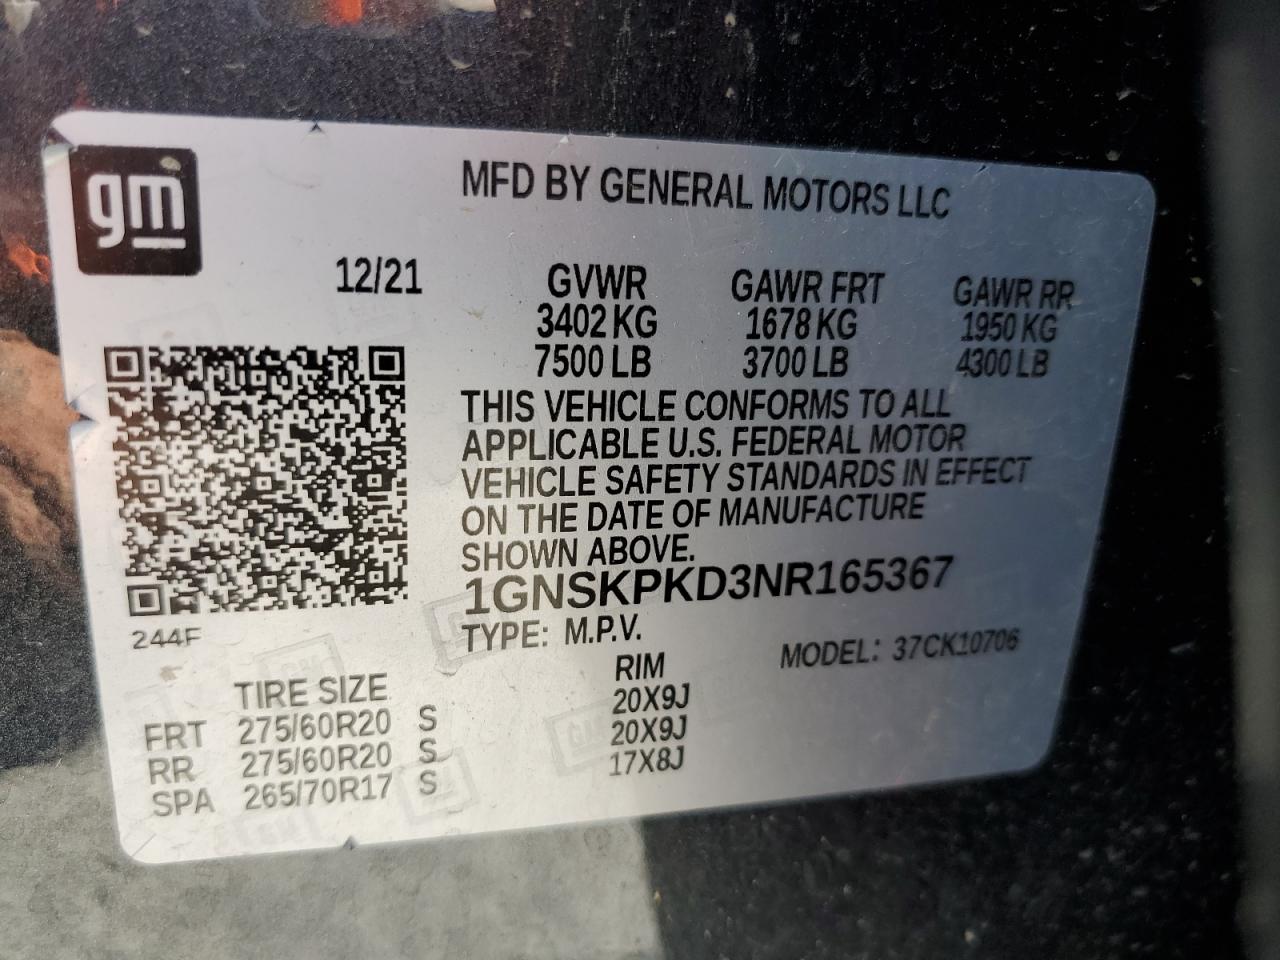 gm
MFD BY GENERAL MOTORS LLC
12/21 GVWR GAWR FRT GAWR RR
3402 KG 1678 KG 1950 KG
7500 LB 3700 LB 4300 LB
THIS VEHICLE CONFORMS TO ALL
APPLICABLE U.S. FEDERAL MOTOR
VEHICLE SAFETY STANDARDS IN EFFECT
ON THE DATE OF MANUFACTURE
SHOWN ABOVE.
1GNSKPKD3NR165367
244F
TYPE: M.P.V.
MODEL: 37CK10706
TIRE SIZE RIM
FRT 275/60R20 S 20X9J
RR 275/60R20 S 20X9J
SPA 265/70R17 S 17X8J